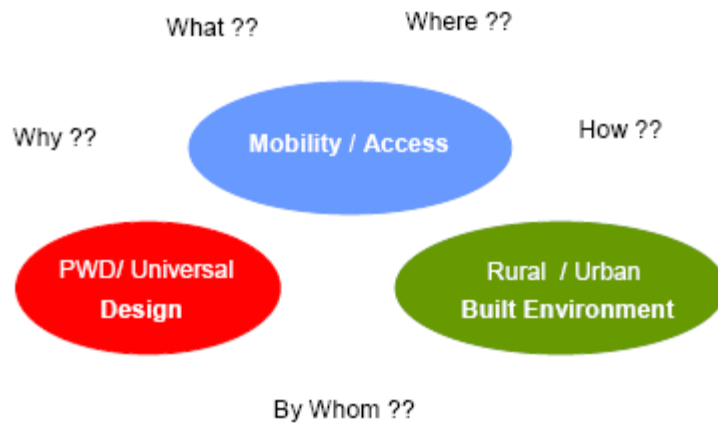 What ??
Where ??
Why ??
Mobility / Access
How ??
PWD/ Universal
Design
Rural / Urban
Built Environment
By Whom ??